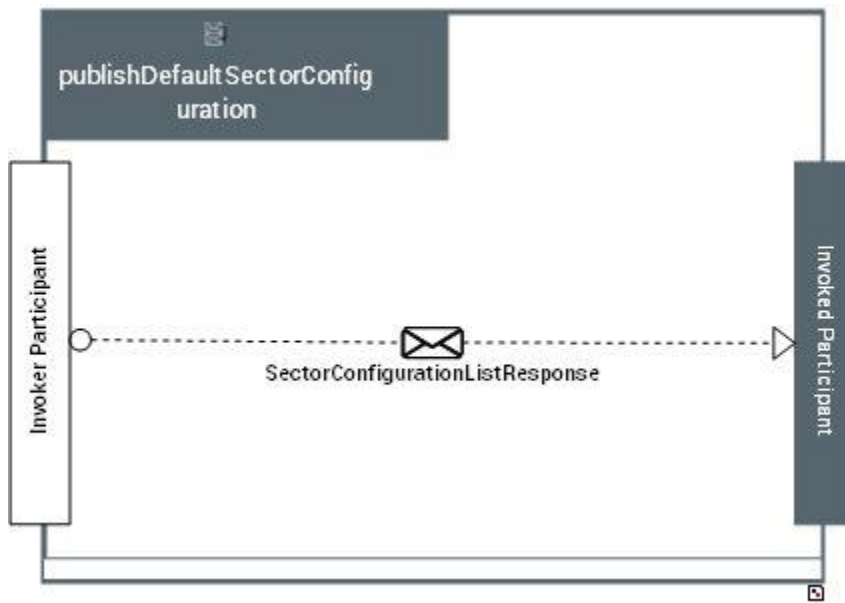 publishDefaultSectorConfig
uration
Invoker Participant
SectorConfigurationListResponse
Invoked Participant